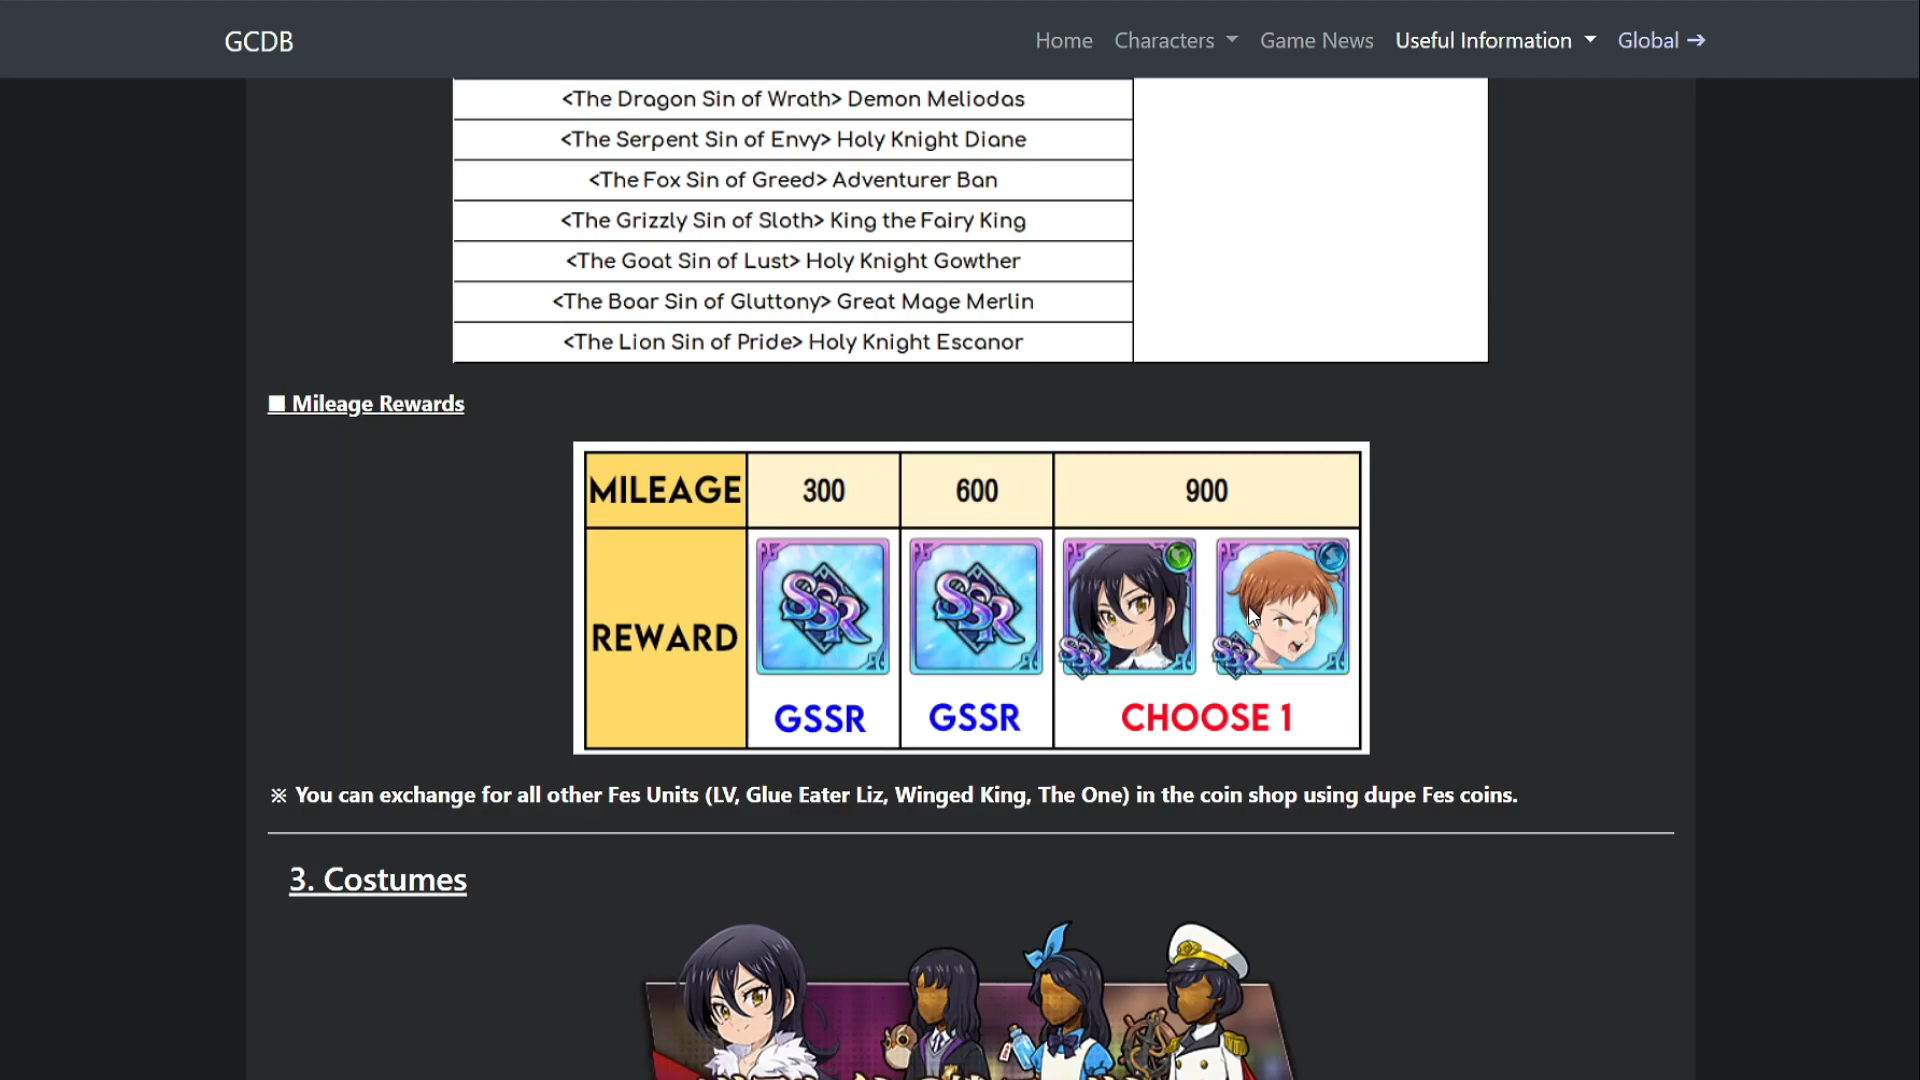 GCDB
Home Characters Game News Useful Information Global →
<The Dragon Sin of Wrath> Demon Meliodas
<The Serpent Sin of Envy> Holy Knight Diane
<The Fox Sin of Greed> Adventurer Ban
<The Grizzly Sin of Sloth> King the Fairy King
<The Goat Sin of Lust> Holy Knight Gowther
<The Boar Sin of Gluttony> Great Mage Merlin
<The Lion Sin of Pride> Holy Knight Escanor
■ Mileage Rewards
MILEAGE 300 600 900
REWARD SSR SSR SSR SSR
GSSR GSSR CHOOSE 1
※ You can exchange for all other Fes Units (LV, Glue Eater Liz, Winged King, The One) in the coin shop using dupe Fes coins.
3. Costumes